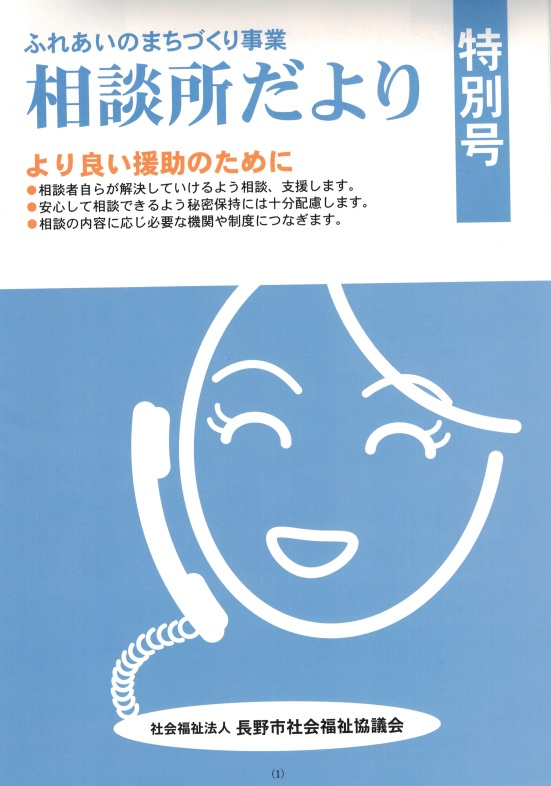 ふれあいのまちづくり事業
相談所だより
特別号
より良い援助のために
●相談者自らが解決していけるよう相談、支援します。
●安心して相談できるよう秘密保持には十分配慮します。
●相談の内容に応じ必要な機関や制度につなぎます。
社会福祉法人 長野市社会福祉協議会
(1)